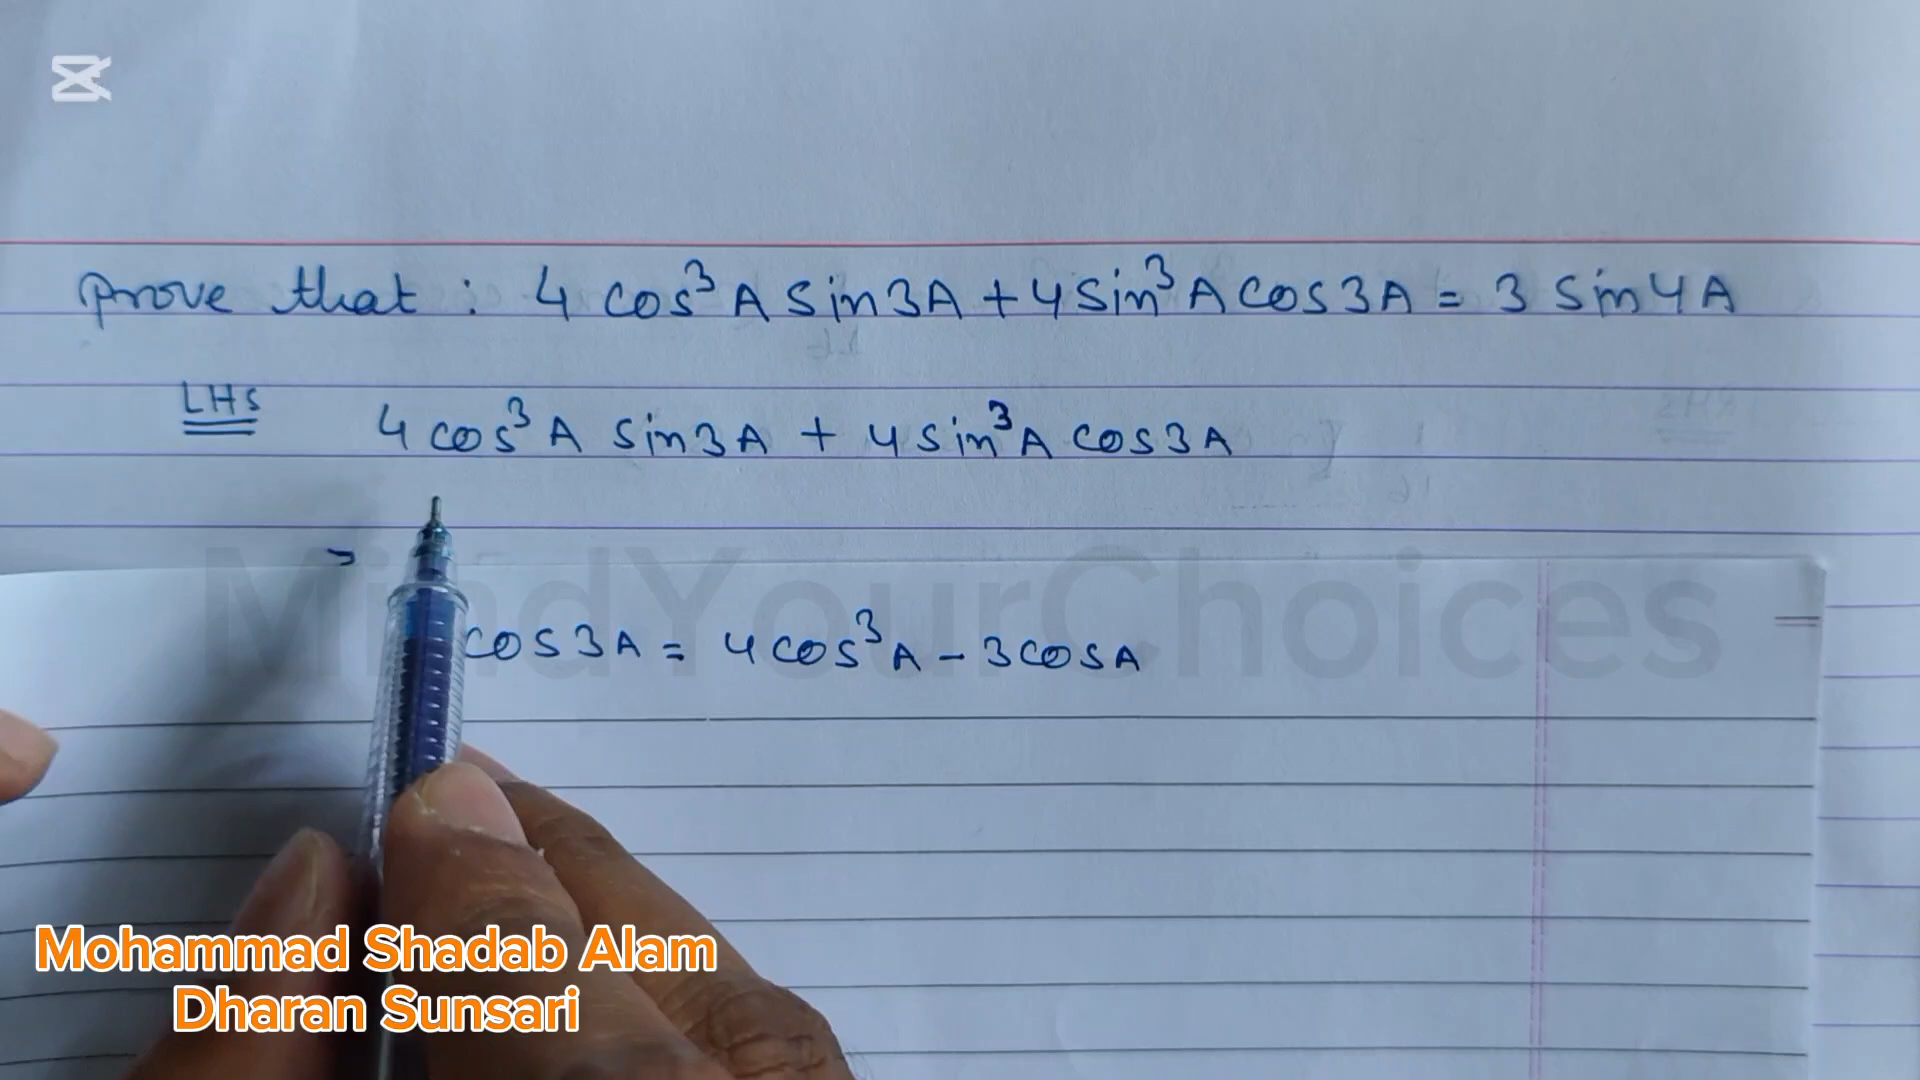 Prove that : 4 cos³A sin3A + 4 sin³A cos3A = 3 sin4A
LHS
4 cos³A sin3A + 4 sin³A cos3A
MindYourChoices
cos3A = 4cos³A - 3cosA
Mohammad Shadab Alam
Dharan Sunsari